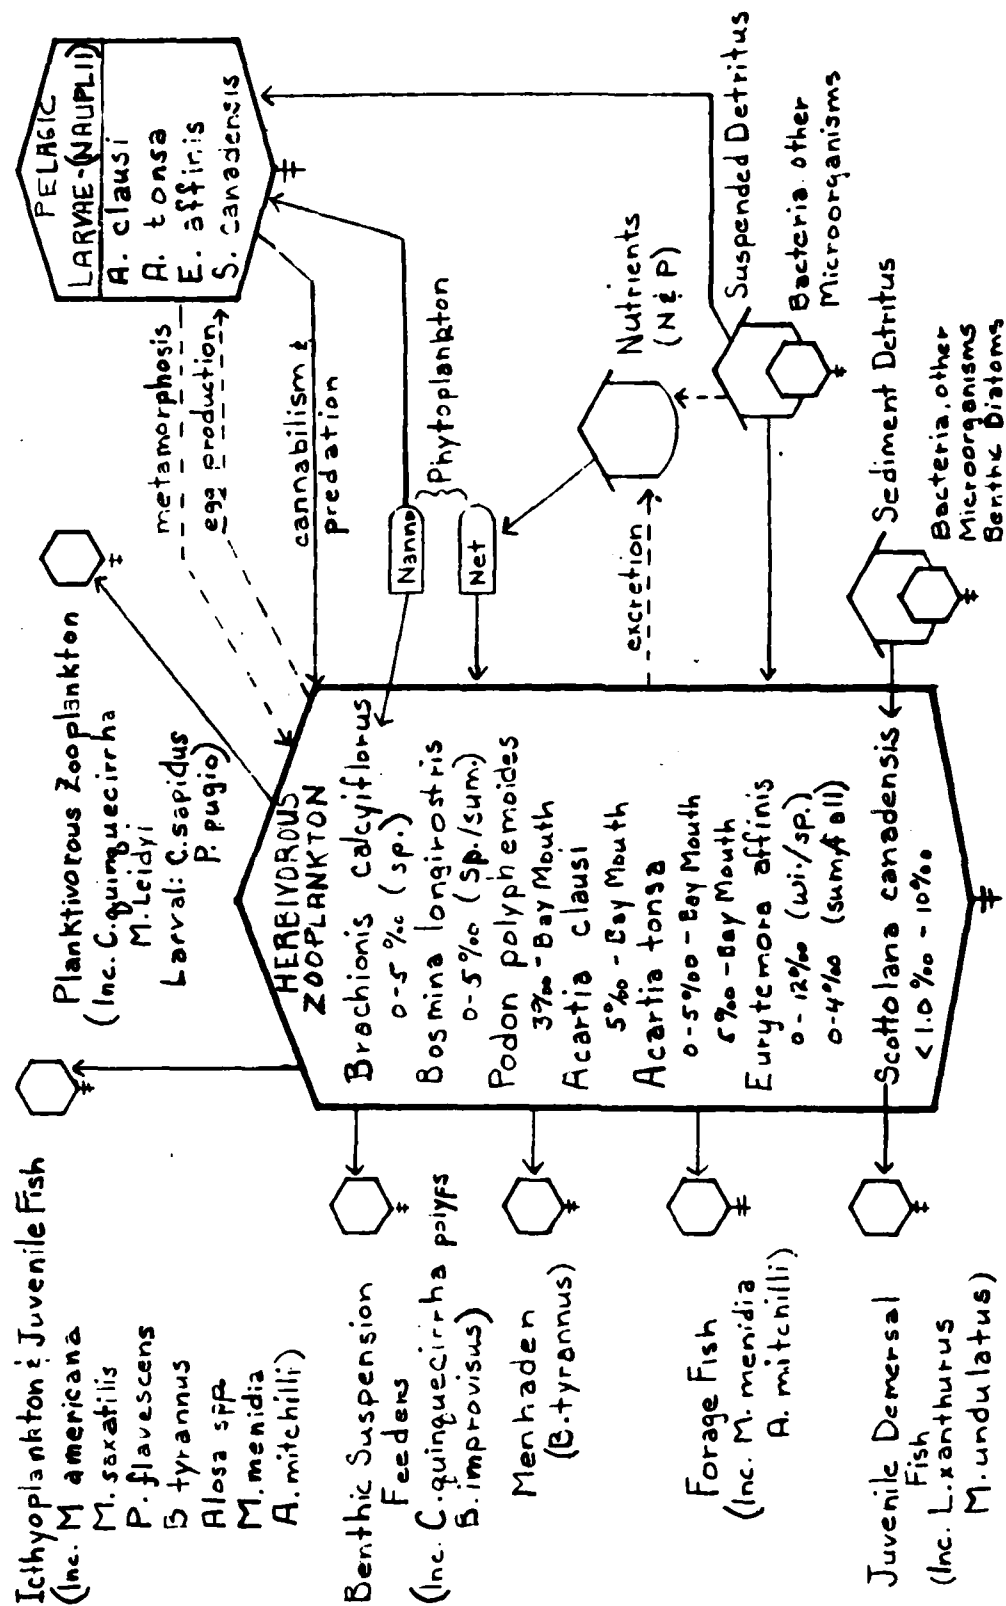 Icthyoplankton & Juvenile Fish
(Inc. M americana
M. saxatilis
P. flavescens
B tyrannus
Alosa spp.
M. menidia
A. mitchilli)
Planktivorous Zooplankton
(Inc. C. quinquecirrha
M. leidyi
Larval: C. sapidus
P. pugio)
PELAGIC
LARVAE-(NAUPLII)
A. clausi
A. tonsa
E. affinis
S. canadensis
metamorphosis
egg production
cannabilism &
predation
Benthic Suspension
Feeders
(Inc. C. quinquecirrha polyps
B. improvisus)
Menhaden
(B. tyrannus)
Forage Fish
(Inc. M. menidia
A. mitchilli)
Juvenile Demersal
Fish
(Inc. L. xanthurus
M. undulatus)
HERBIVOROUS
ZOOPLANKTON
Brachionis calyciflorus
0-5‰ (sp.)
Bosmina longirostris
0-5‰ (sp./sum.)
Podon polyphemoides
3‰-Bay Mouth
Acartia clausi
5‰-Bay Mouth
Acartia tonsa
0-5‰-Bay Mouth
5‰-Bay Mouth
Eurytemora affinis
0-12‰ (wi/sp.)
0-4‰ (sum/fall)
Scottolana canadensis
<1.0‰-10‰
Nanno
Net
Phytoplankton
excretion
Nutrients
(N & P)
Suspended Detritus
Bacteria, other
Microorganisms
Sediment Detritus
Bacteria, other
Microorganisms
Benthic Diatoms